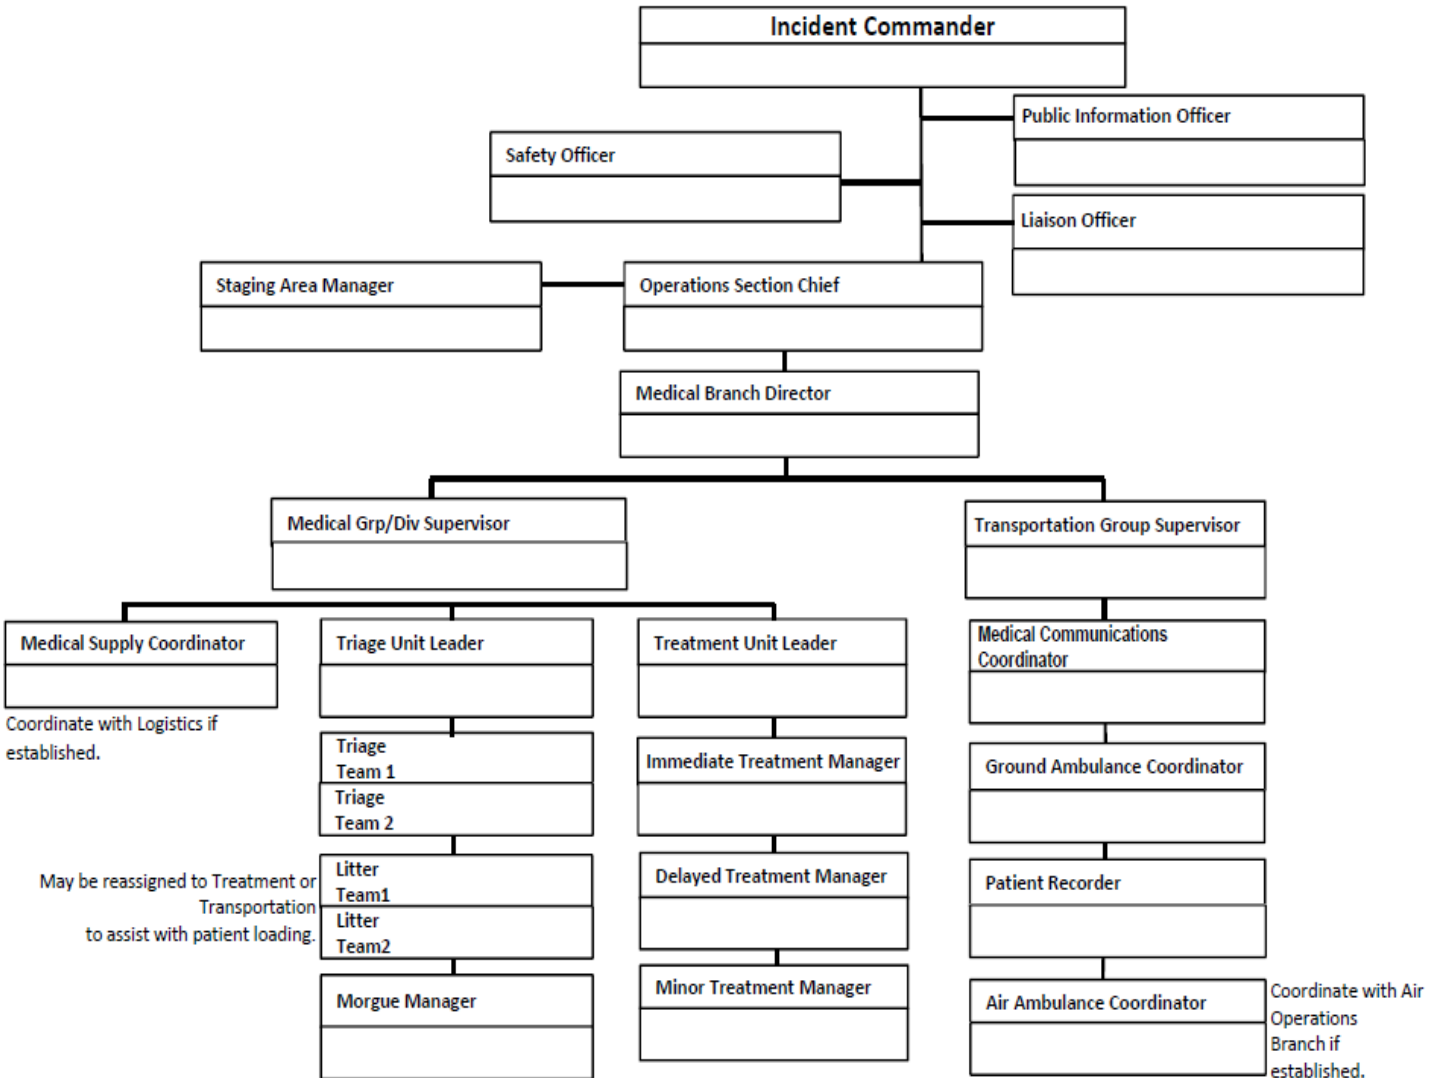 Incident Commander
Public Information Officer
Safety Officer
Liaison Officer
Staging Area Manager
Operations Section Chief
Medical Branch Director
Medical Grp/Div Supervisor
Transportation Group Supervisor
Medical Supply Coordinator
Coordinate with Logistics if
established.
Triage Unit Leader
Triage
Team 1
Triage
Team 2
May be reassigned to Treatment or
Transportation
to assist with patient loading.
Litter
Team1
Litter
Team2
Morgue Manager
Treatment Unit Leader
Immediate Treatment Manager
Delayed Treatment Manager
Minor Treatment Manager
Medical Communications
Coordinator
Ground Ambulance Coordinator
Patient Recorder
Air Ambulance Coordinator
Coordinate with Air
Operations
Branch if
established.